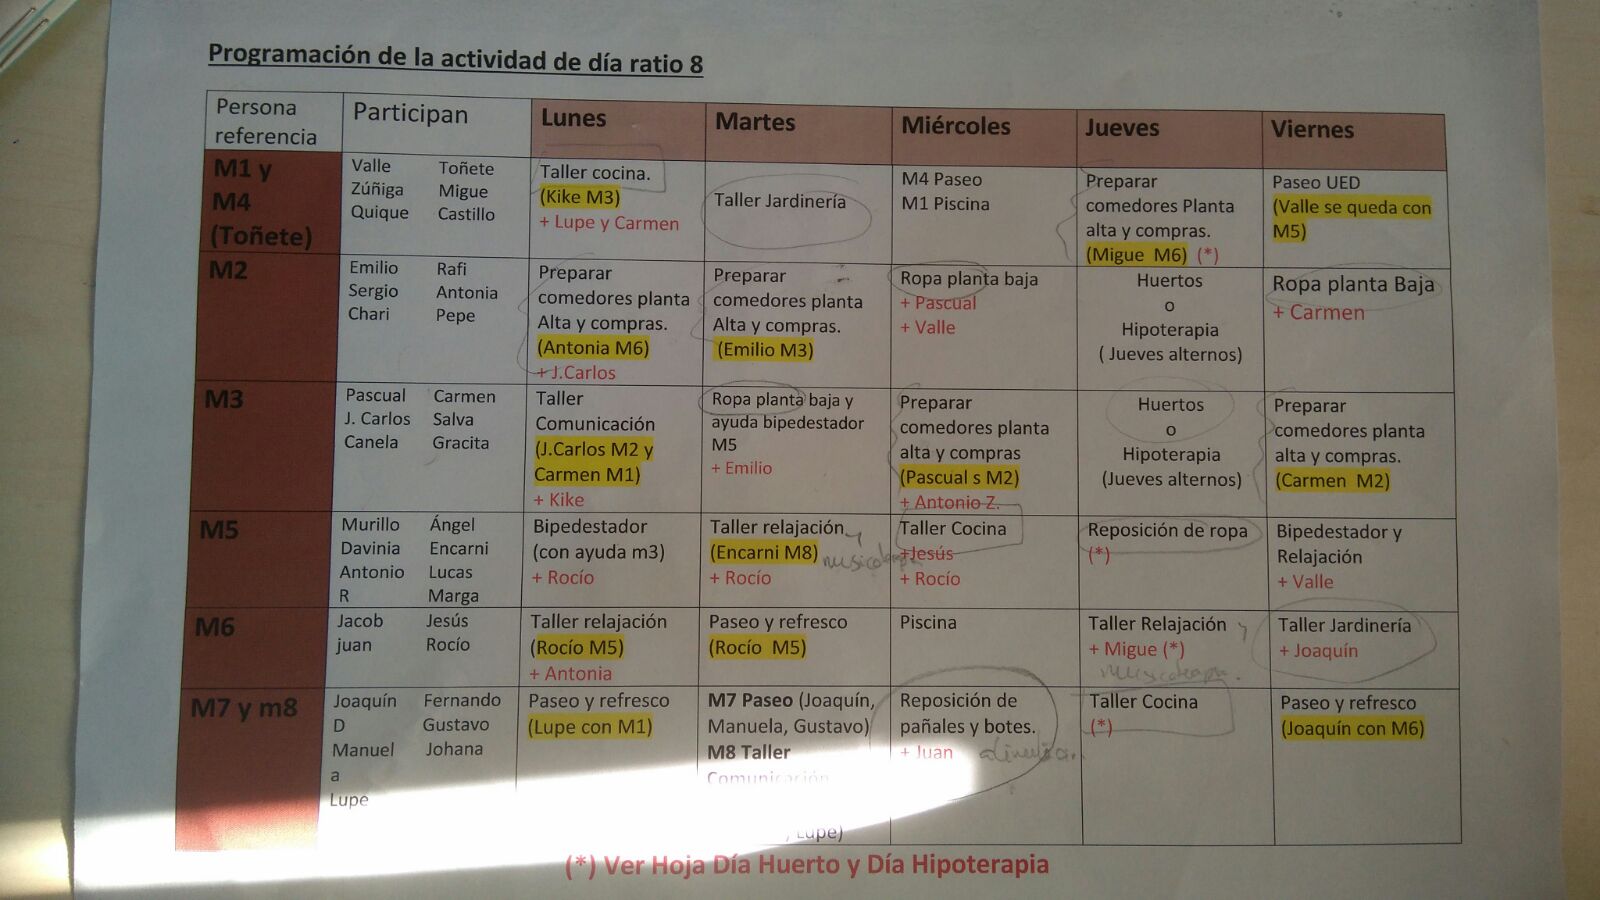 Programación de la actividad de día ratio 8
Persona referencia
Participan
Lunes
Martes
Miércoles
Jueves
Viernes
M1 y
M4
(Toñete)
Valle Toñete
Zúñiga Migue
Quique Castillo
Taller cocina.
(Kike M3)
+ Lupe y Carmen
Taller Jardinería
M4 Paseo
M1 Piscina
Preparar
comedores Planta
alta y compras.
(Migue M6) (*)
Paseo UED
(Valle se queda con
M5)
M2
Emilio Rafi
Sergio Antonia
Chari Pepe
Preparar
comedores planta
Alta y compras.
(Antonia M6)
+ J.Carlos
Preparar
comedores planta
Alta y compras.
(Emilio M3)
Ropa planta baja
+ Pascual
+ Valle
Huertos
o
Hipoterapia
( Jueves alternos)
Ropa planta Baja
+ Carmen
M3
Pascual Carmen
J. Carlos Salva
Canela Gracita
Taller
Comunicación
(J.Carlos M2 y
Carmen M1)
+ Kike
Ropa planta baja y
ayuda bipedestador
M5
+ Emilio
Preparar
comedores planta
alta y compras
(Pascual s M2)
+ Antonio Z.
Huertos
o
Hipoterapia
(Jueves alternos)
Preparar
comedores planta
alta y compras.
(Carmen M2)
M5
Murillo Ángel
Davinia Encarni
Antonio Lucas
R Marga
Bipedestador
(con ayuda m3)
+ Rocío
Taller relajación y
(Encarni M8) musicoterapia
+ Rocío
Taller Cocina
+Jesús
+ Rocío
Reposición de ropa
(*)
Bipedestador y
Relajación
+ Valle
M6
Jacob Jesús
juan Rocío
Taller relajación
(Rocío M5)
+ Antonia
Paseo y refresco
(Rocío M5)
Piscina
Taller Relajación y
+ Migue (*)
musicoterapia.
Taller Jardinería
+ Joaquín
M7 y m8
Joaquín Fernando
D Gustavo
Manuel Johana
a
Lupe
Paseo y refresco
(Lupe con M1)
M7 Paseo (Joaquín,
Manuela, Gustavo)
M8 Taller
Comunicación
, Lupe)
Reposición de
pañales y botes.
+ Juan
Taller Cocina
(*)
Paseo y refresco
(Joaquín con M6)
(*) Ver Hoja Día Huerto y Día Hipoterapia